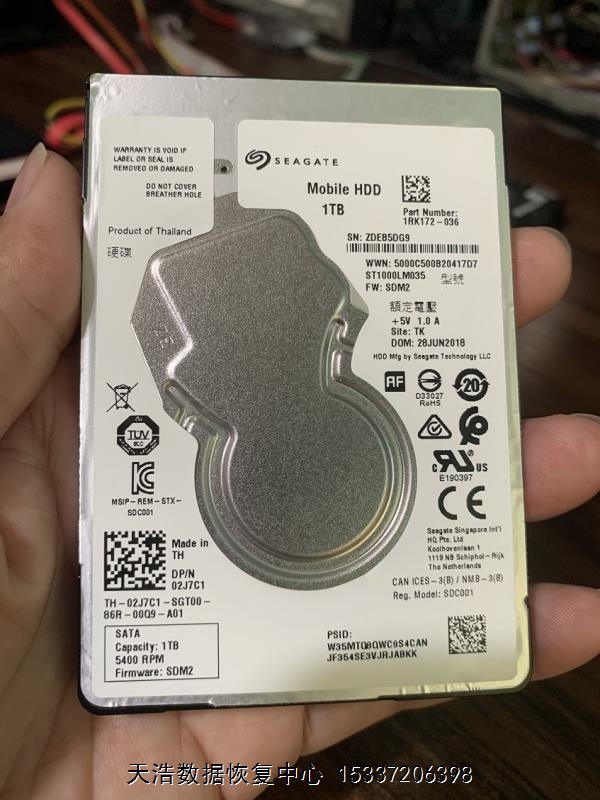 WARRANTY IS VOID IF
LABEL OR SEAL IS
REMOVED OR DAMAGED
DO NOT COVER
BREATHER HOLE
Product of Thailand
硬碟
SEAGATE
Mobile HDD
1TB
Part Number:
1RK172-036
SN: ZDEB5DG9
WWN: 5000C500B20417D7
ST1000LM035 型號
FW: SDM2
額定電壓
+5V 1.0 A
Site: TK
DOM: 28JUN2018
HDD Mfg by Seagate Technology LLC
AF
D33027
RoHS
20
c UR US
E190397
CE
TUV
MSIP-REM-STX-
SDC001
Seagate Singapore Int'l
HQ Pte. Ltd
Koolhovenlaan 1
1119 NB Schiphol-Rijk
The Netherlands
CAN ICES-3(B) / NMB-3(B)
Reg. Model: SDC001
Made in
TH
DP/N
02J7C1
TH-02J7C1-SGT00-
86R-00Q9-A01
SATA
Capacity: 1TB
5400 RPM
Firmware: SDM2
PSID:
W35MTQ8QWC9S4CAN
JF354SE3VJRJABKK
天浩数据恢复中心 15337206398